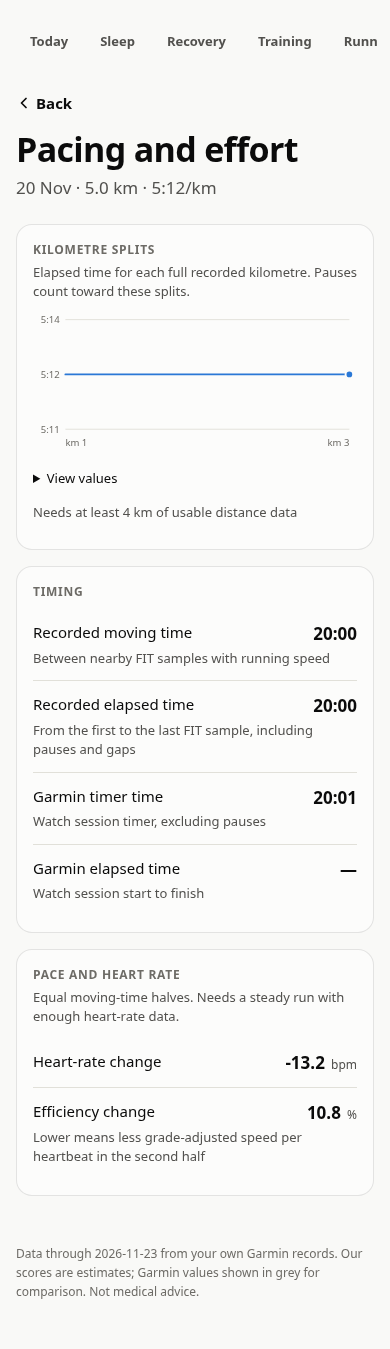 Today Sleep Recovery Training Runn
Back
Pacing and effort
20 Nov · 5.0 km · 5:12/km
KILOMETRE SPLITS
Elapsed time for each full recorded kilometre. Pauses
count toward these splits.
5:14
5:12
5:11
km 1 km 3
View values
Needs at least 4 km of usable distance data
TIMING
Recorded moving time 20:00
Between nearby FIT samples with running speed
Recorded elapsed time 20:00
From the first to the last FIT sample, including
pauses and gaps
Garmin timer time 20:01
Watch session timer, excluding pauses
Garmin elapsed time —
Watch session start to finish
PACE AND HEART RATE
Equal moving-time halves. Needs a steady run with
enough heart-rate data.
Heart-rate change -13.2 bpm
Efficiency change 10.8 %
Lower means less grade-adjusted speed per
heartbeat in the second half
Data through 2026-11-23 from your own Garmin records. Our
scores are estimates; Garmin values shown in grey for
comparison. Not medical advice.